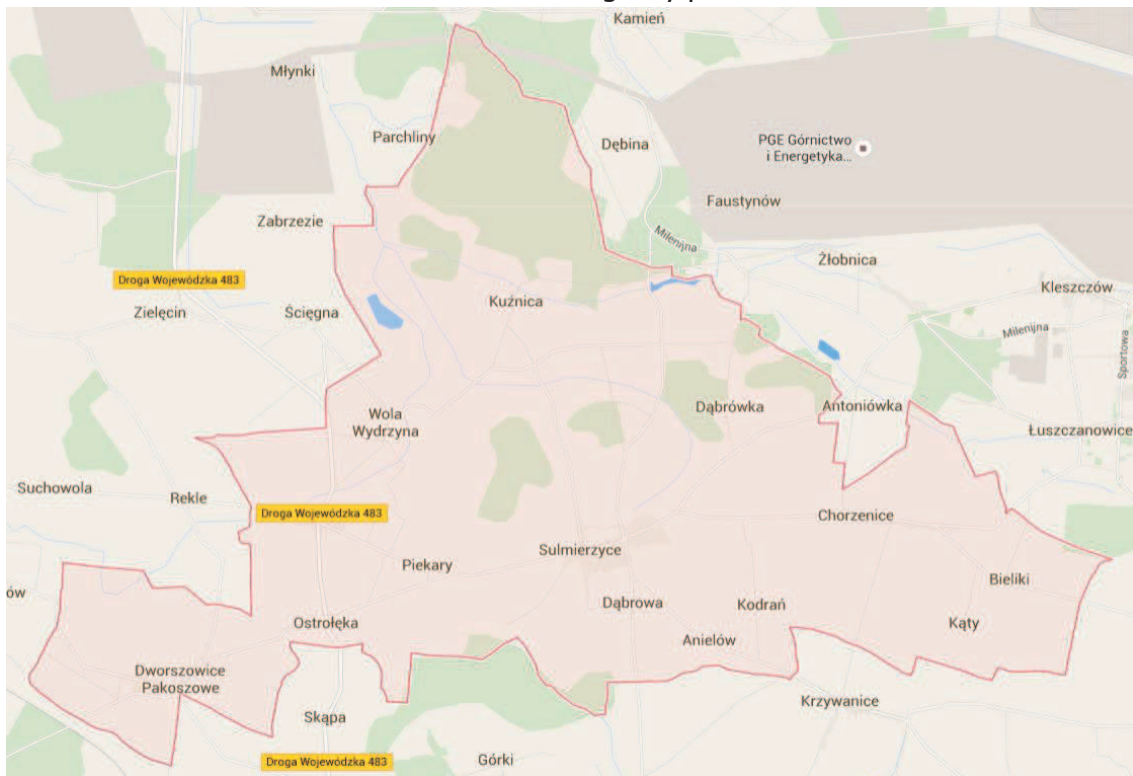 Kamień
Młynki
Parchliny
Dębina
PGE Górnictwo
i Energetyka...
Faustynów
Zabrzezie
Milenijna
Żłobnica
Droga Wojewódzka 483
Kleszczów
Zielęcin
Ścięgna
Kuźnica
Milenijna
Sportowa
Wola
Wydrzyna
Dąbrówka
Antoniówka
Łuszczanowice
Suchowola
Rekle
Droga Wojewódzka 483
Chorzenice
Sulmierzyce
Piekary
Bieliki
ów
Dąbrowa
Kodrań
Kąty
Ostrołęka
Anielów
Dworszowice
Pakoszowe
Krzywanice
Skąpa
Górki
Droga Wojewódzka 483